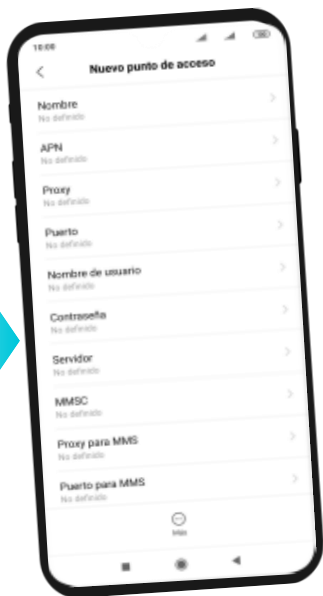 10:00
Nuevo punto de acceso
Nombre
No definido
APN
No definido
Proxy
No definido
Puerto
No definido
Nombre de usuario
No definido
Contraseña
No definido
Servidor
No definido
MMSC
No definido
Proxy para MMS
No definido
Puerto para MMS
No definido
Más